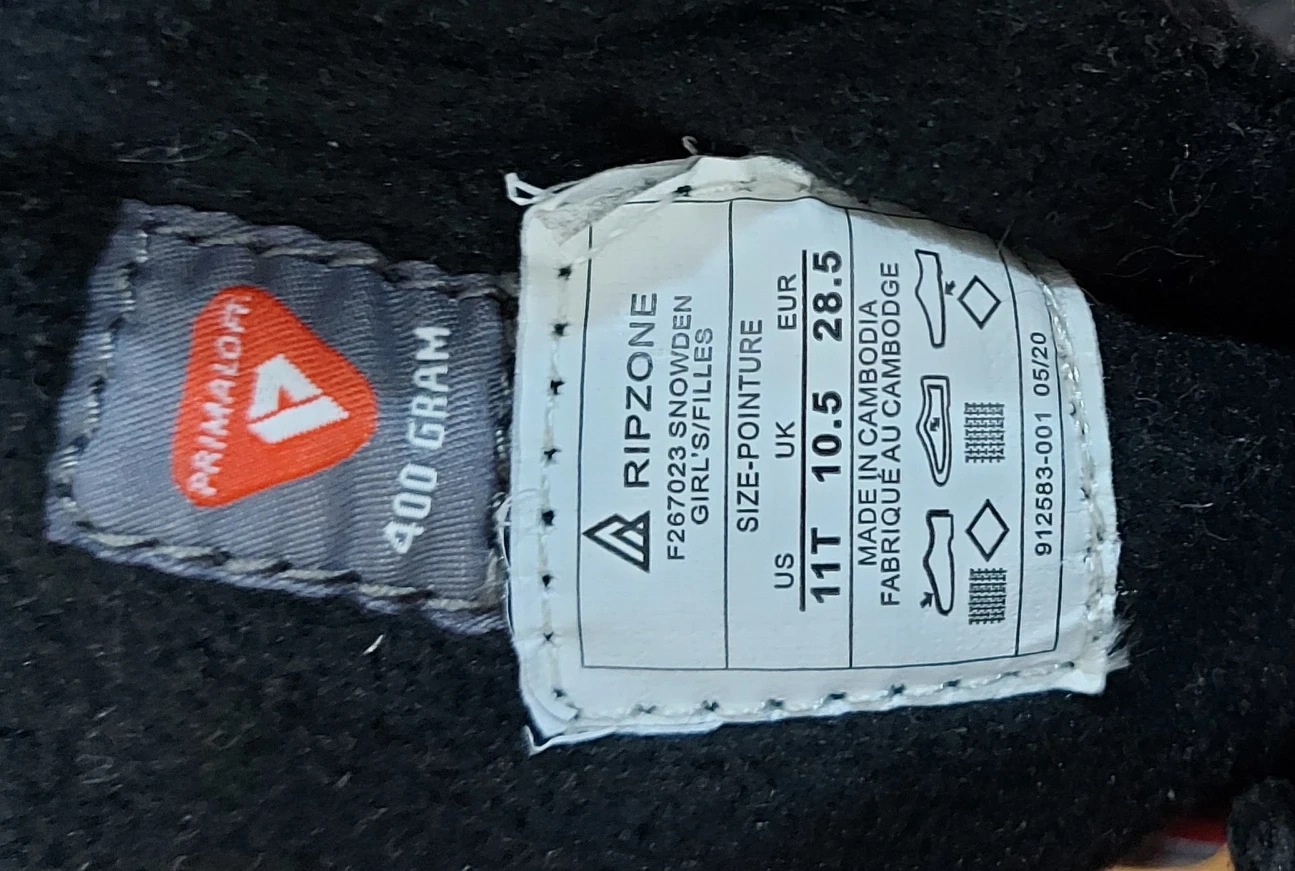 PRIMALOFT
400 GRAM
RIPZONE
F267023 SNOWDEN
GIRL'S/FILLES
SIZE-POINTURE
US UK EUR
11T 10.5 28.5
MADE IN CAMBODIA
FABRIQUÉ AU CAMBODGE
912583-001 05/20